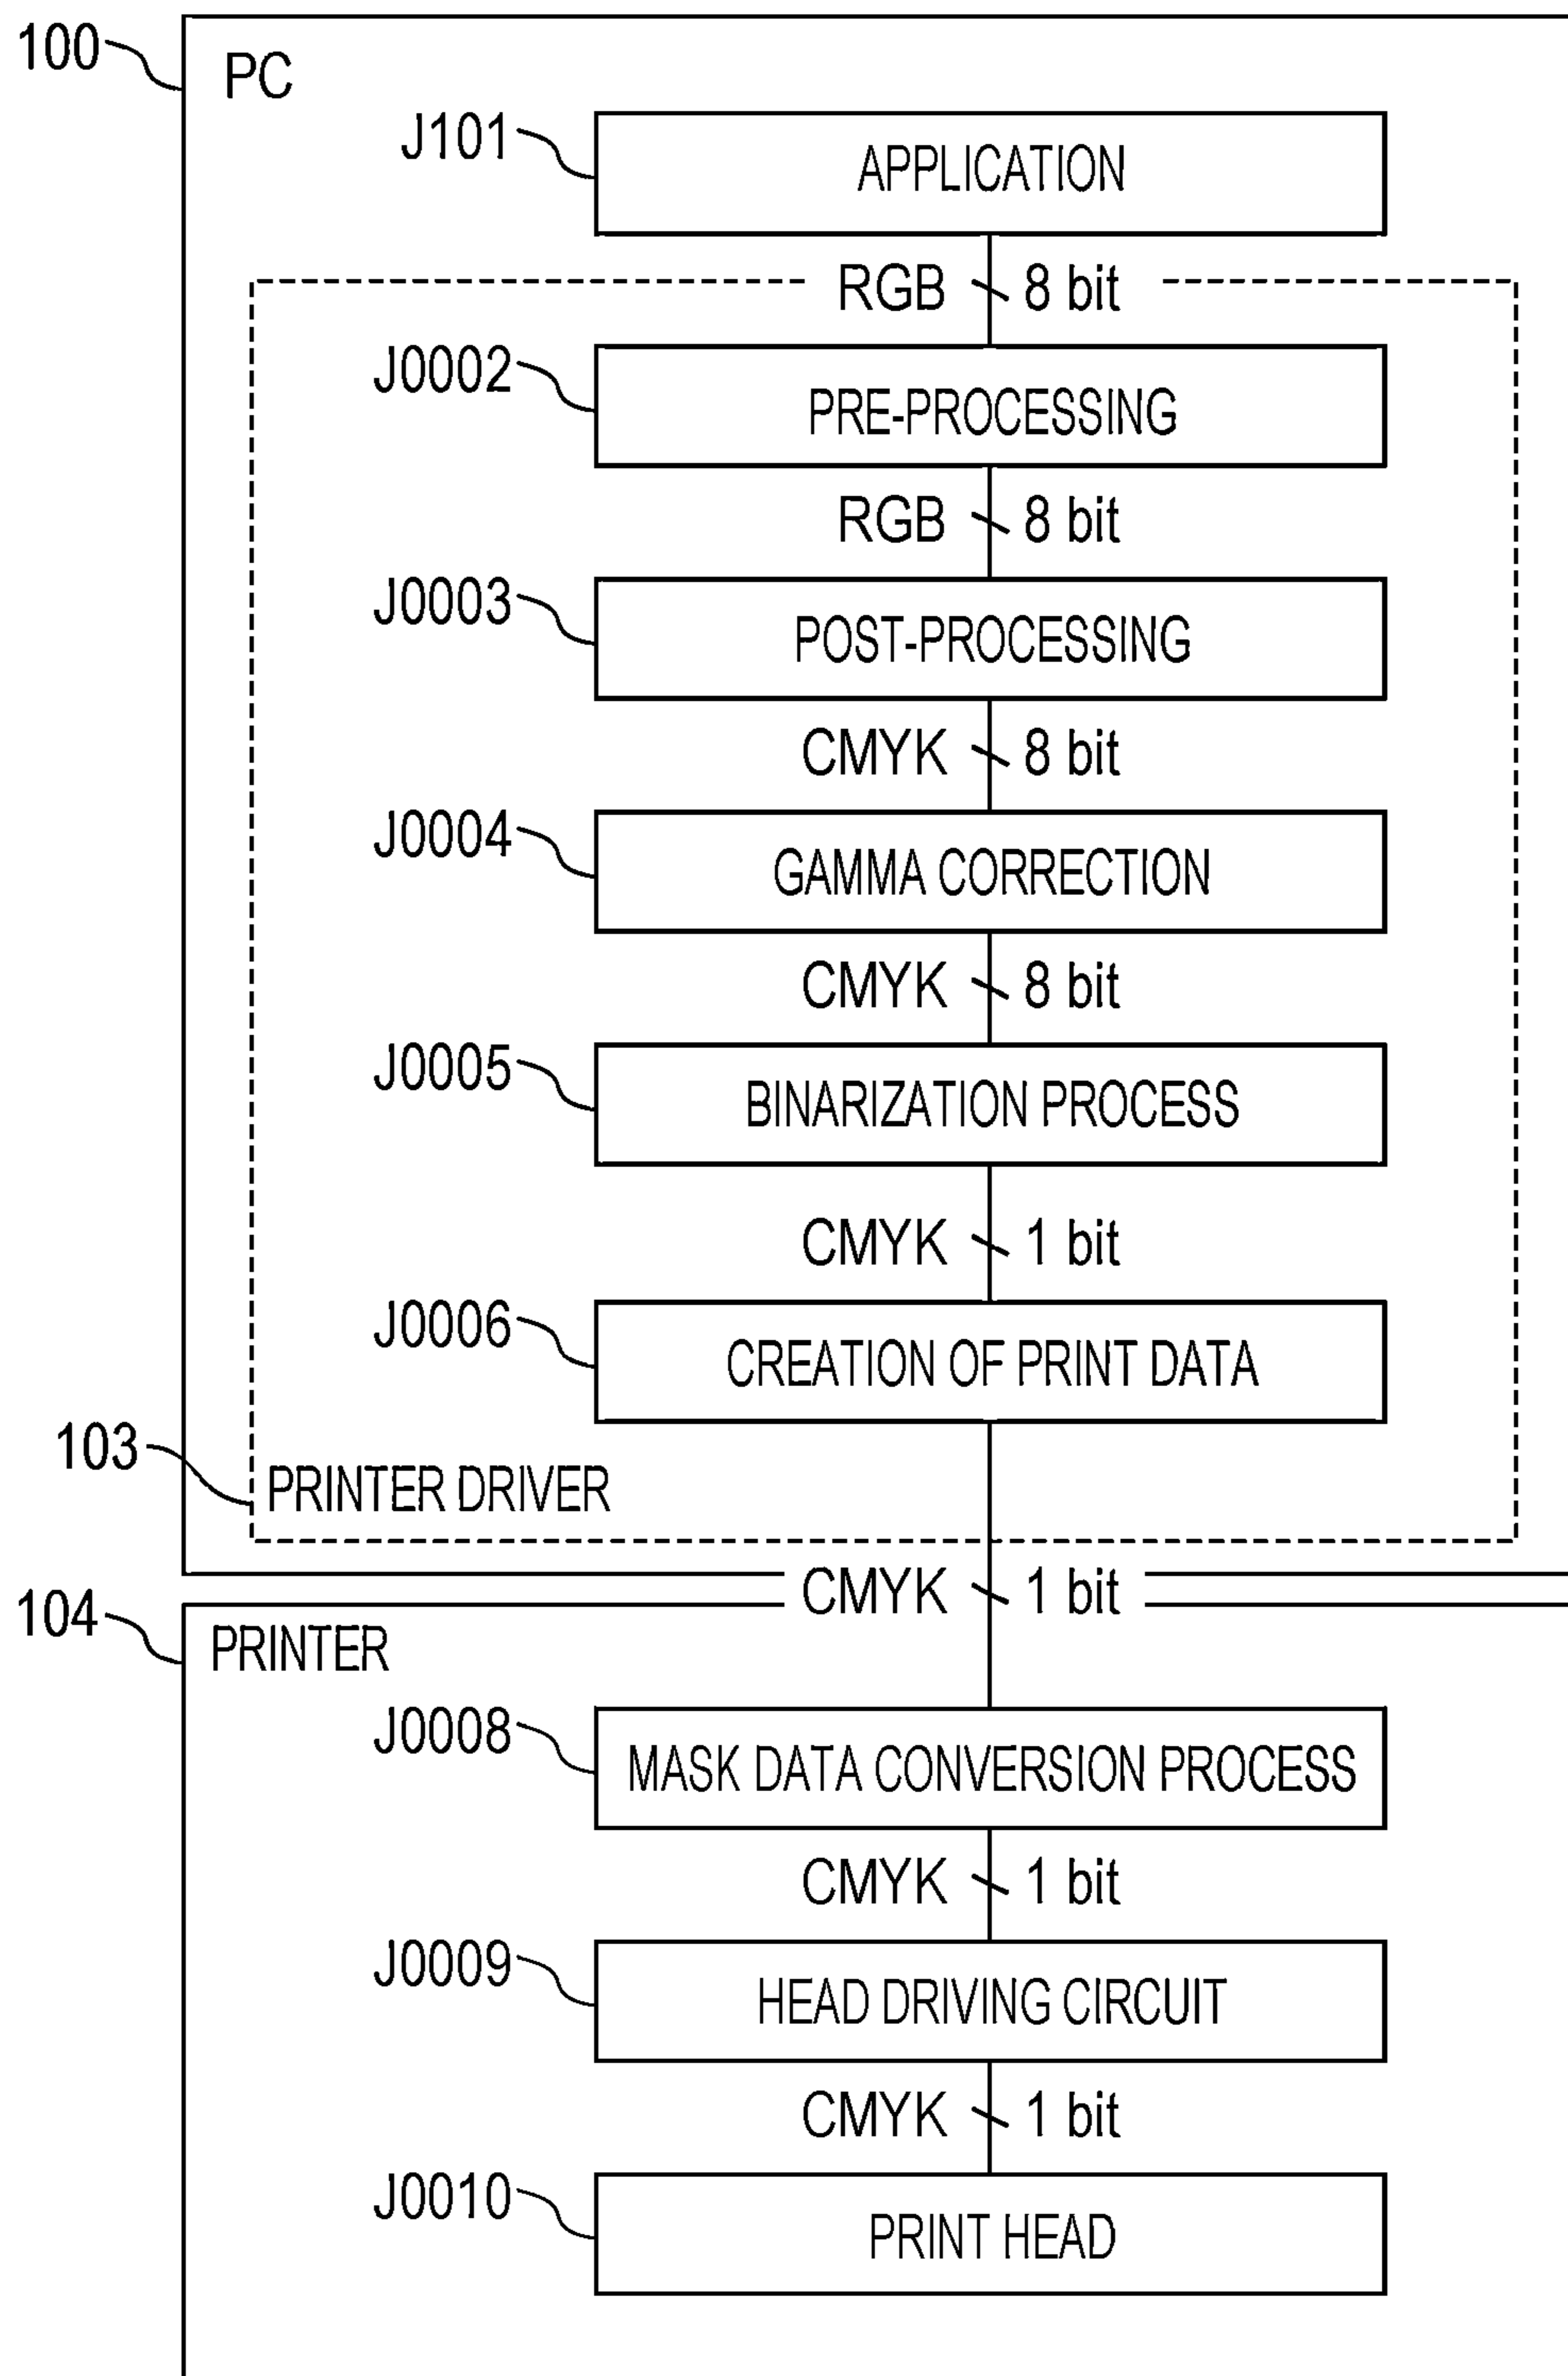 100
PC
J101
APPLICATION
RGB 8 bit
J0002
PRE-PROCESSING
RGB 8 bit
J0003
POST-PROCESSING
CMYK 8 bit
J0004
GAMMA CORRECTION
CMYK 8 bit
J0005
BINARIZATION PROCESS
CMYK 1 bit
J0006
CREATION OF PRINT DATA
103
PRINTER DRIVER
CMYK 1 bit
104
PRINTER
J0008
MASK DATA CONVERSION PROCESS
CMYK 1 bit
J0009
HEAD DRIVING CIRCUIT
CMYK 1 bit
J0010
PRINT HEAD